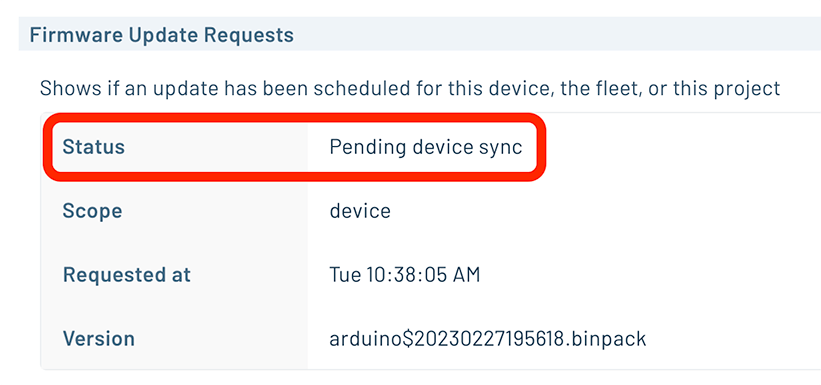 Firmware Update Requests
Shows if an update has been scheduled for this device, the fleet, or this project
Status Pending device sync
Scope device
Requested at Tue 10:38:05 AM
Version arduino$20230227195618.binpack